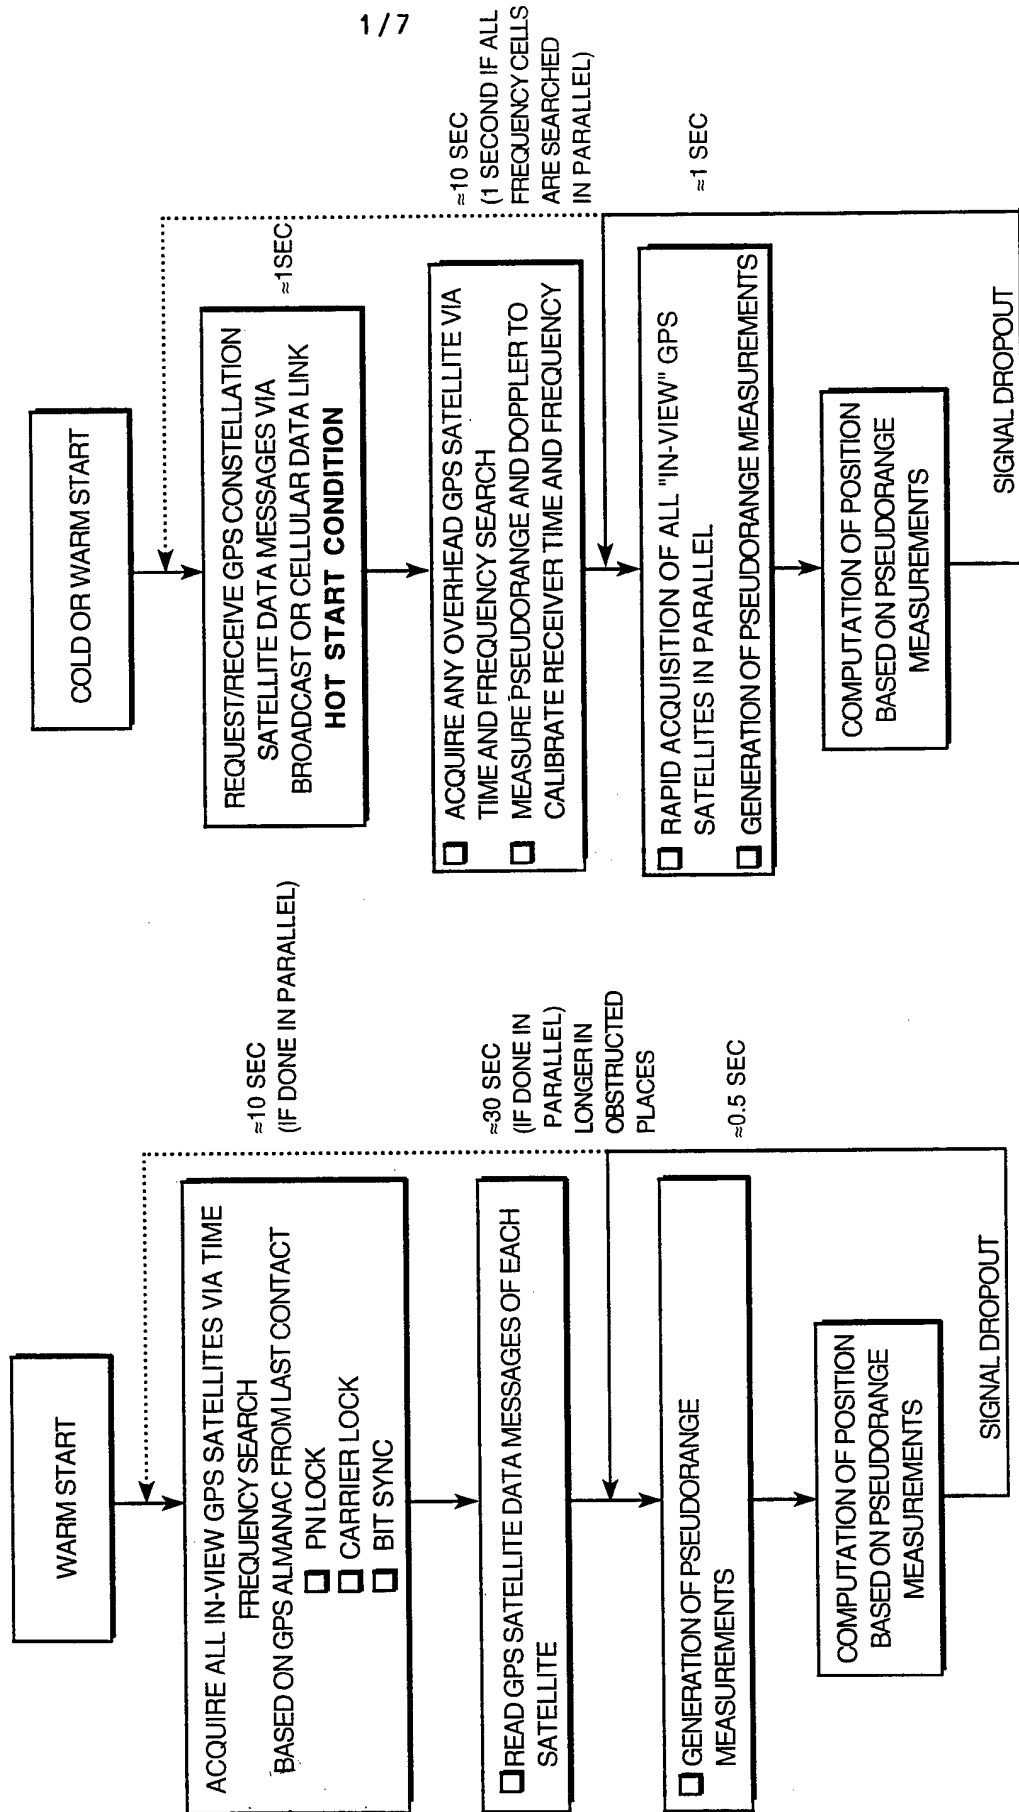 1/7
WARM START
ACQUIRE ALL IN-VIEW GPS SATELLITES VIA TIME
FREQUENCY SEARCH
BASED ON GPS ALMANAC FROM LAST CONTACT
PN LOCK
CARRIER LOCK
BIT SYNC
≈10 SEC
(IF DONE IN PARALLEL)
READ GPS SATELLITE DATA MESSAGES OF EACH
SATELLITE
≈30 SEC
(IF DONE IN
PARALLEL)
LONGER IN
OBSTRUCTED
PLACES
GENERATION OF PSEUDORANGE
MEASUREMENTS
≈0.5 SEC
COMPUTATION OF POSITION
BASED ON PSEUDORANGE
MEASUREMENTS
SIGNAL DROPOUT
COLD OR WARM START
REQUEST/RECEIVE GPS CONSTELLATION
SATELLITE DATA MESSAGES VIA
BROADCAST OR CELLULAR DATA LINK
HOT START CONDITION
≈1SEC
ACQUIRE ANY OVERHEAD GPS SATELLITE VIA
TIME AND FREQUENCY SEARCH
MEASURE PSEUDORANGE AND DOPPLER TO
CALIBRATE RECEIVER TIME AND FREQUENCY
≈10 SEC
(1 SECOND IF ALL
FREQUENCY CELLS
ARE SEARCHED
IN PARALLEL)
RAPID ACQUISITION OF ALL "IN-VIEW" GPS
SATELLITES IN PARALLEL
GENERATION OF PSEUDORANGE MEASUREMENTS
≈1 SEC
COMPUTATION OF POSITION
BASED ON PSEUDORANGE
MEASUREMENTS
SIGNAL DROPOUT